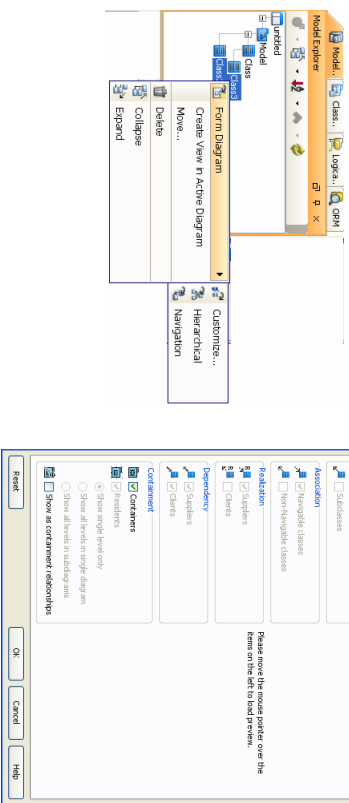 Model..
Class..
Logica..
ORM
Model Explorer
untitled
Model
Class
Class3
Class
Form Diagram
Create View in Active Diagram
Move...
Delete
Collapse
Expand
Customize...
Hierarchical
Navigation
Subclasses
Association
Navigable classes
Non-Navigable classes
Realization
Suppliers
Clients
Dependency
Suppliers
Clients
Containment
Containers
Residents
Show single level only
Show all levels in single diagram
Show all levels in subdiagrams
Show as containment relationships
Please move the mouse pointer over the
items on the left to load preview.
Reset
OK
Cancel
Help